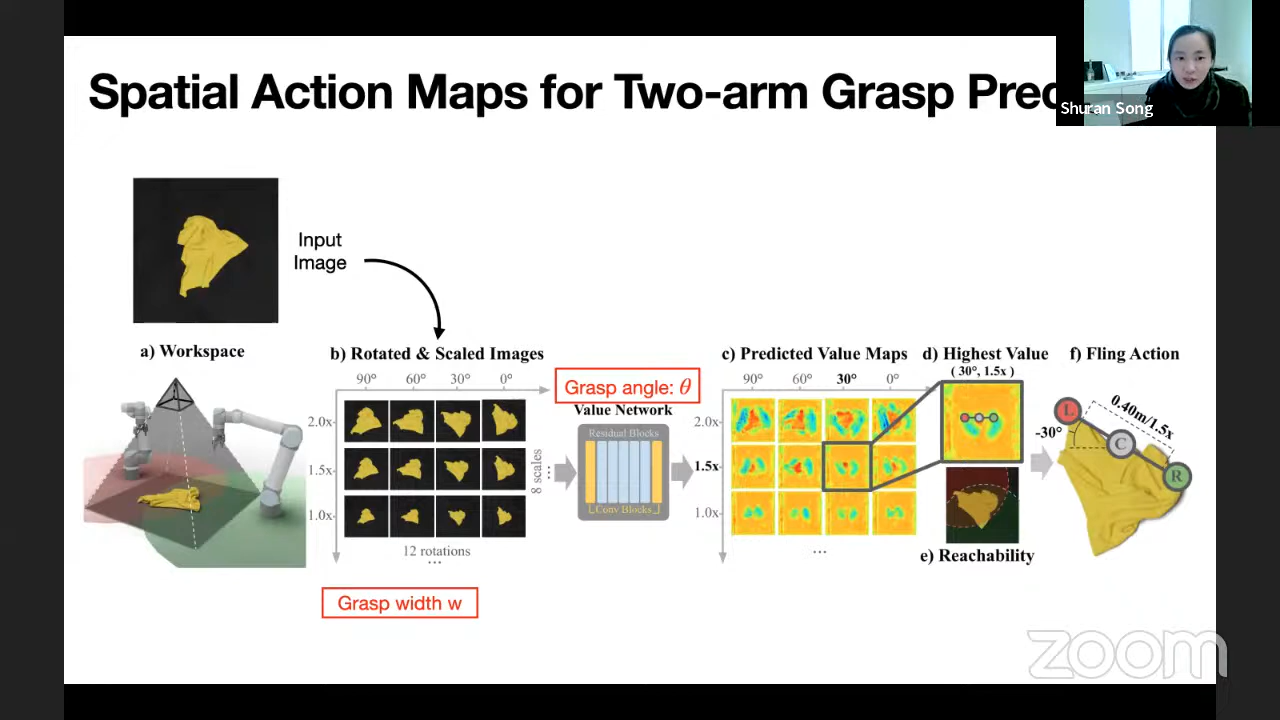 Spatial Action Maps for Two-arm Grasp Prec
Shuran Song
Input
Image
a) Workspace
b) Rotated & Scaled Images
90° 60° 30° 0°
2.0x
1.5x
1.0x
8 scales
...
12 rotations
...
Grasp width w
Grasp angle: θ
Value Network
Residual Blocks
Conv Blocks
c) Predicted Value Maps
90° 60° 30° 0°
2.0x
1.5x
1.0x
...
d) Highest Value
( 30°, 1.5x )
e) Reachability
f) Fling Action
L
-30°
0.40m/1.5x
C
R
zoom